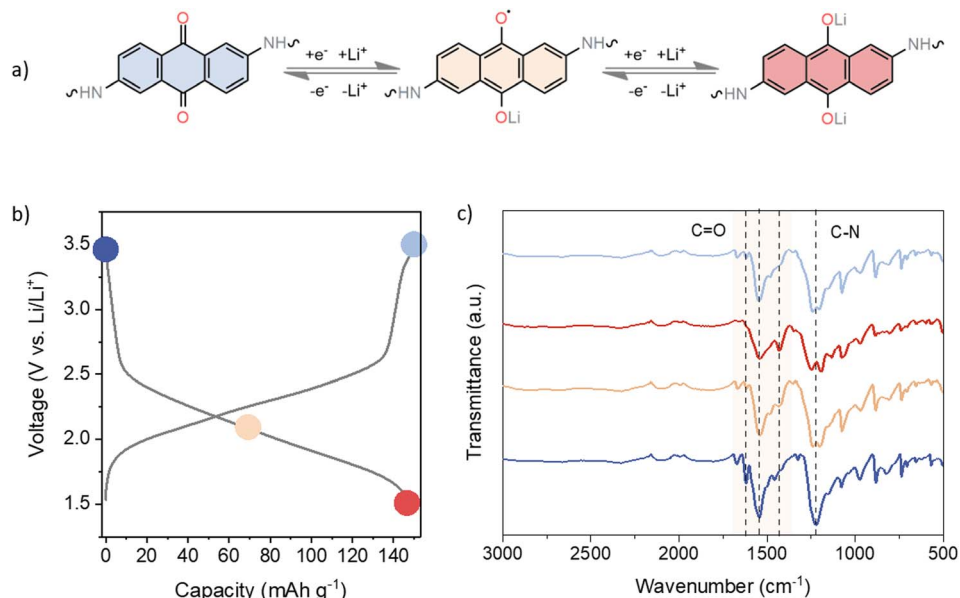 a)
O
O
HN
NH
+e⁻ +Li⁺
-e⁻ -Li⁺
O•
OLi
HN
NH
+e⁻ +Li⁺
-e⁻ -Li⁺
OLi
OLi
HN
NH
b)
Voltage (V vs. Li/Li⁺)
3.5
3.0
2.5
2.0
1.5
0 20 40 60 80 100 120 140
Capacity (mAh g⁻¹)
c)
C=O
C-N
Transmittance (a.u.)
3000 2500 2000 1500 1000 500
Wavenumber (cm⁻¹)